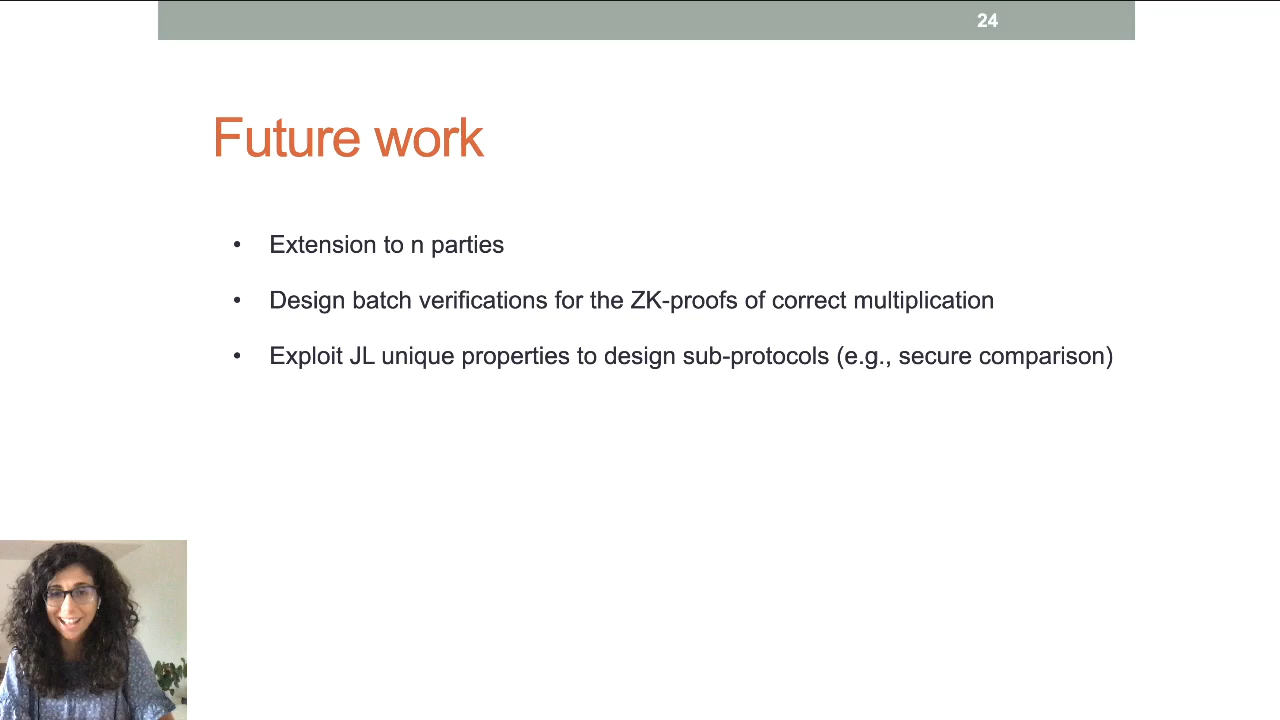 24
Future work
• Extension to n parties
• Design batch verifications for the ZK-proofs of correct multiplication
• Exploit JL unique properties to design sub-protocols (e.g., secure comparison)